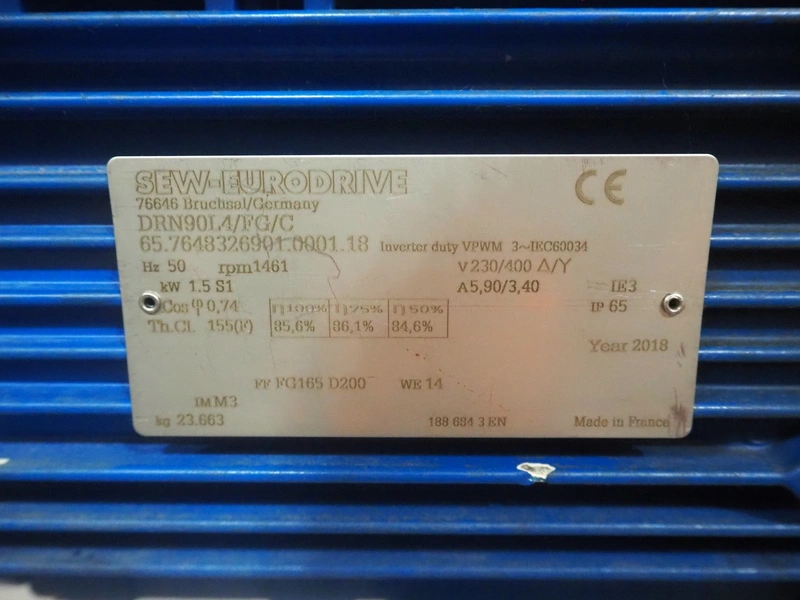 SEW-EURODRIVE
CE
76646 Bruchsal/Germany
DRN90L4/FG/C
65.7648326901.0001.18 Inverter duty VPWM 3~IEC60034
Hz 50 rpm1461 V 230/400 Δ/Y
kW 1.5 S1 A 5,90/3,40 IE3
Cos φ 0,74 η100% η75% η50% IP 65
Th.Cl. 155(F) 85,6% 86,1% 84,6%
Year 2018
FF FG165 D200 WE 14
IM M3
kg 23.663 188 684 3 EN Made in France